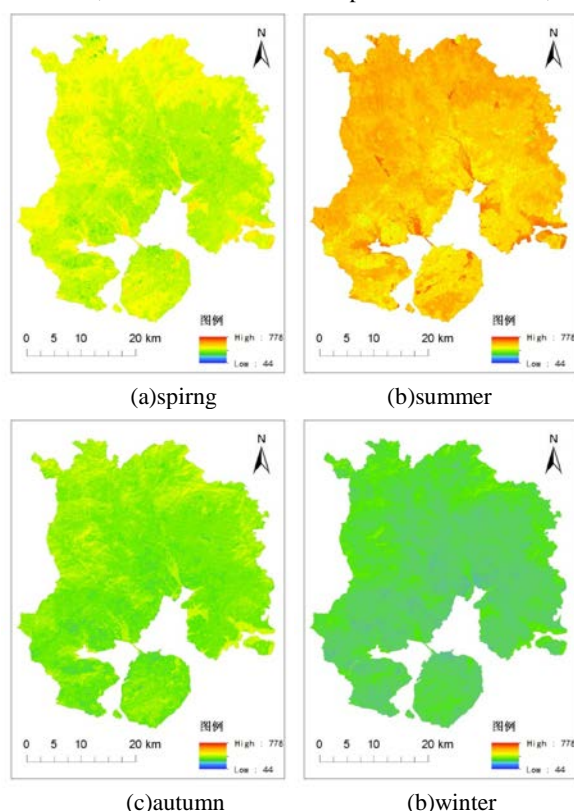 N
N
图例
图例
High : 778
High : 778
0 5 10 20 km
0 5 10 20 km
Low : 44
Low : 44
(a)spirng
(b)summer
N
N
图例
图例
High : 778
High : 778
0 5 10 20 km
0 5 10 20 km
Low : 44
Low : 44
(c)autumn
(b)winter